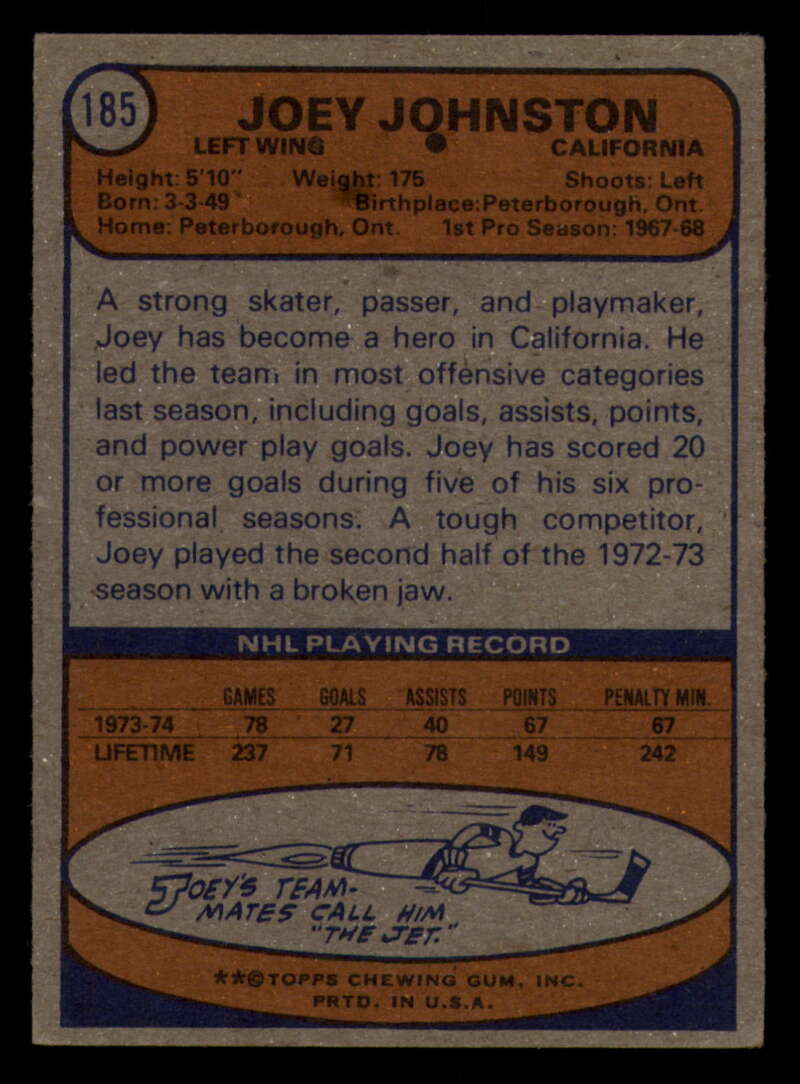 185
JOEY JOHNSTON
LEFT WING CALIFORNIA
Height: 5'10" Weight: 175 Shoots: Left
Born: 3-3-49 Birthplace: Peterborough, Ont.
Home: Peterborough, Ont. 1st Pro Season: 1967-68
A strong skater, passer, and playmaker,
Joey has become a hero in California. He
led the team in most offensive categories
last season, including goals, assists, points,
and power play goals. Joey has scored 20
or more goals during five of his six pro-
fessional seasons. A tough competitor,
Joey played the second half of the 1972-73
season with a broken jaw.
NHL PLAYING RECORD
GAMES GOALS ASSISTS POINTS PENALTY MIN.
1973-74 78 27 40 67 67
LIFETIME 237 71 78 149 242
JOEY'S TEAM-
MATES CALL HIM
"THE JET."
**©TOPPS CHEWING GUM, INC.
PRTD. IN U.S.A.